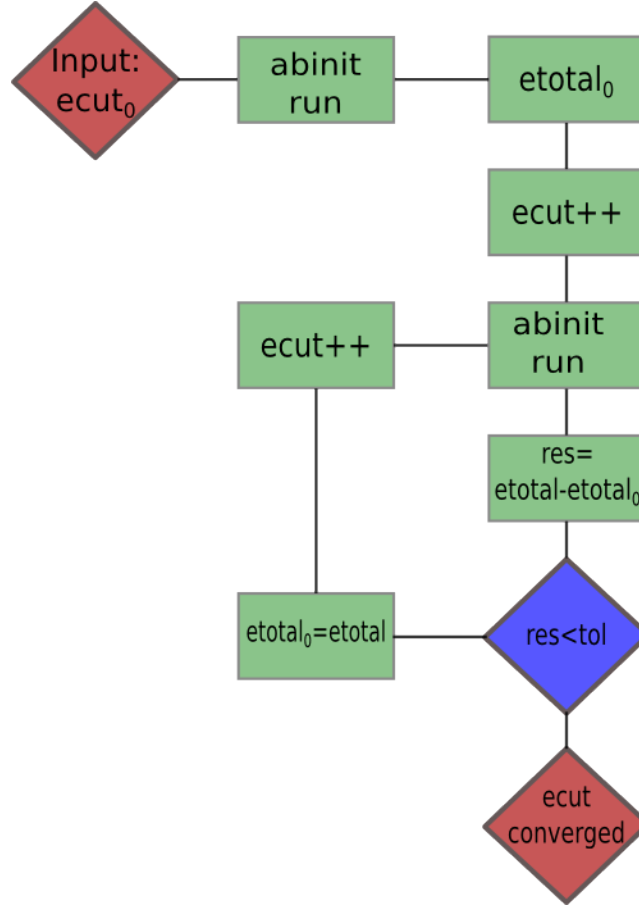 Input:
ecut₀
abinit
run
etotal₀
ecut++
ecut++
abinit
run
res=
etotal-etotal₀
etotal₀=etotal
res<tol
ecut
converged